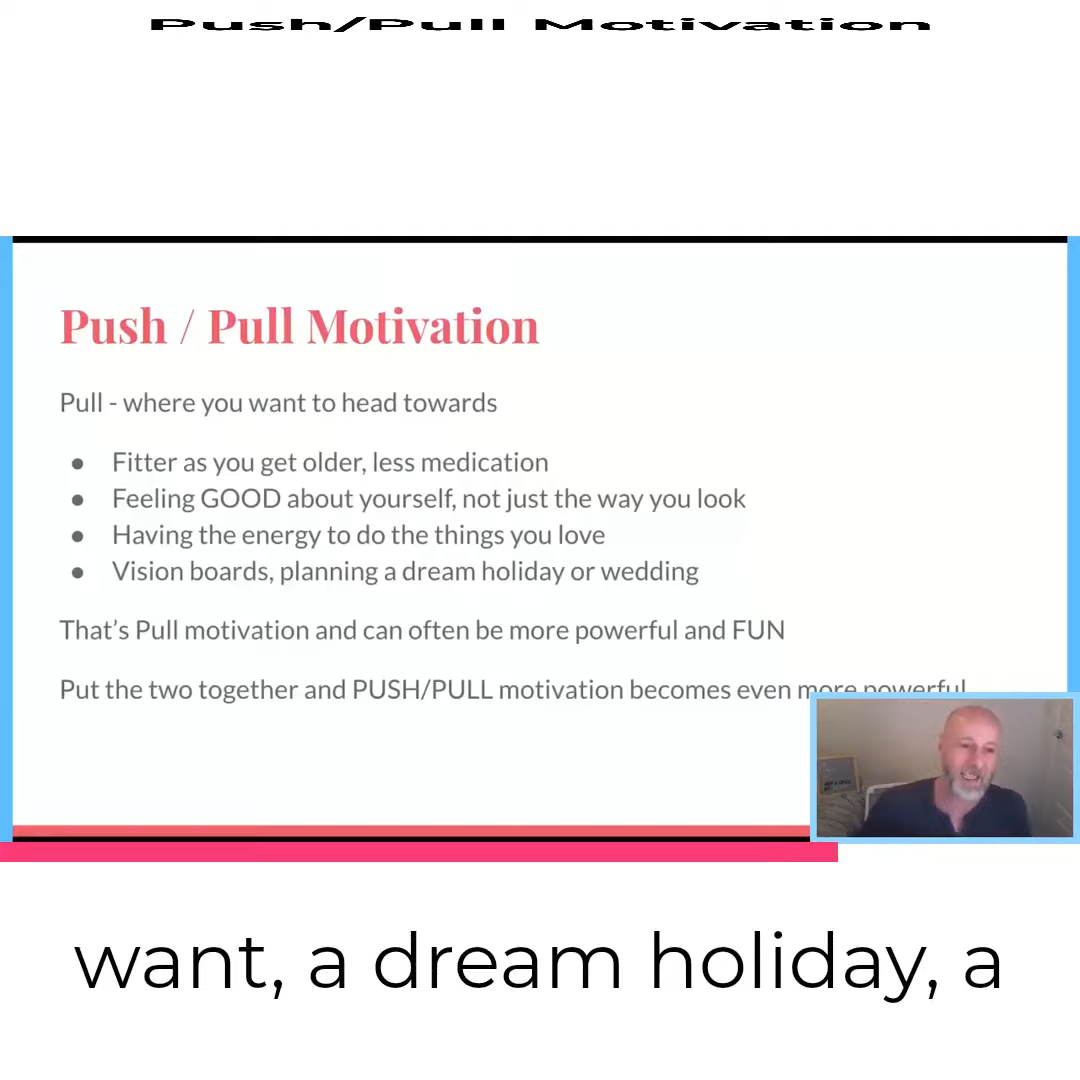 Push/Pull Motivation
Push / Pull Motivation
Pull - where you want to head towards
● Fitter as you get older, less medication
● Feeling GOOD about yourself, not just the way you look
● Having the energy to do the things you love
● Vision boards, planning a dream holiday or wedding
That's Pull motivation and can often be more powerful and FUN
Put the two together and PUSH/PULL motivation becomes even more powerful
want, a dream holiday, a